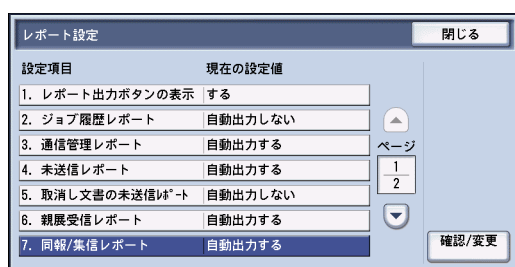 レポート設定 閉じる
設定項目 現在の設定値
1. レポート出力ボタンの表示 する
2. ジョブ履歴レポート 自動出力しない
3. 通信管理レポート 自動出力する
4. 未送信レポート 自動出力する
5. 取消し文書の未送信ﾚﾎﾟｰﾄ 自動出力しない
6. 親展受信レポート 自動出力する
7. 同報/集信レポート 自動出力する
ページ
1
2
確認/変更